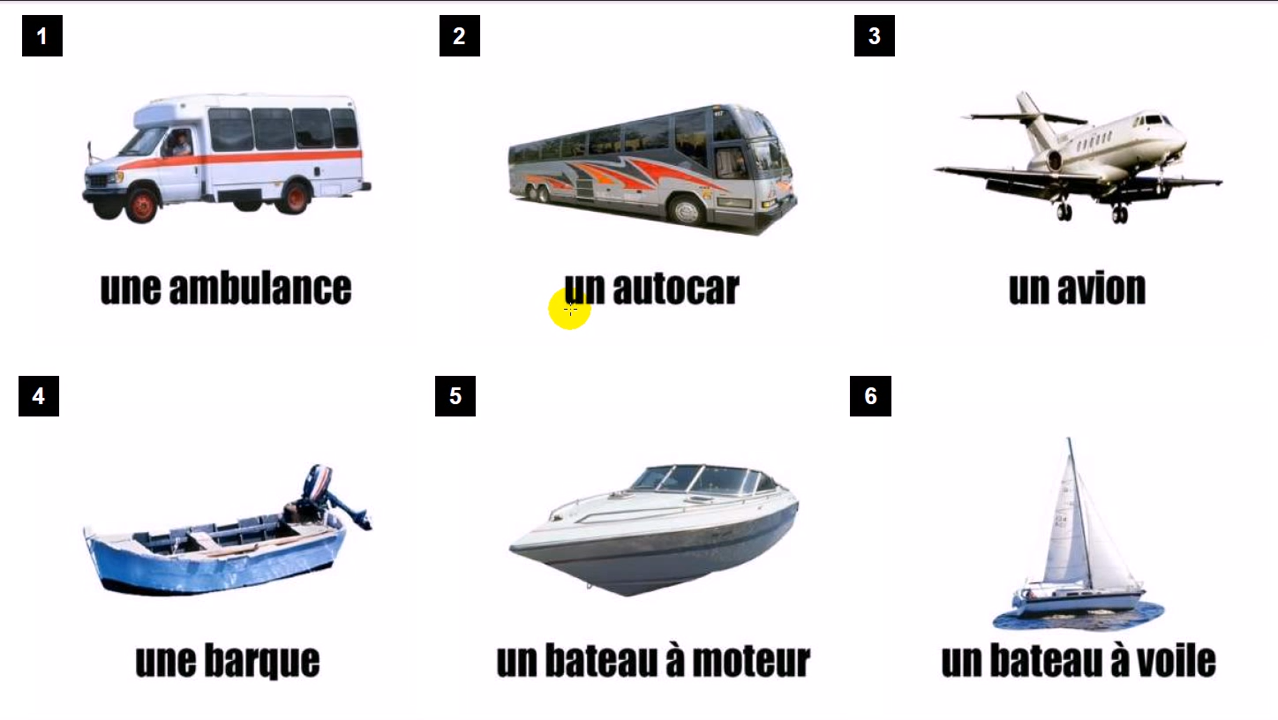 1
2
3
une ambulance
un autocar
un avion
4
5
6
une barque
un bateau à moteur
un bateau à voile